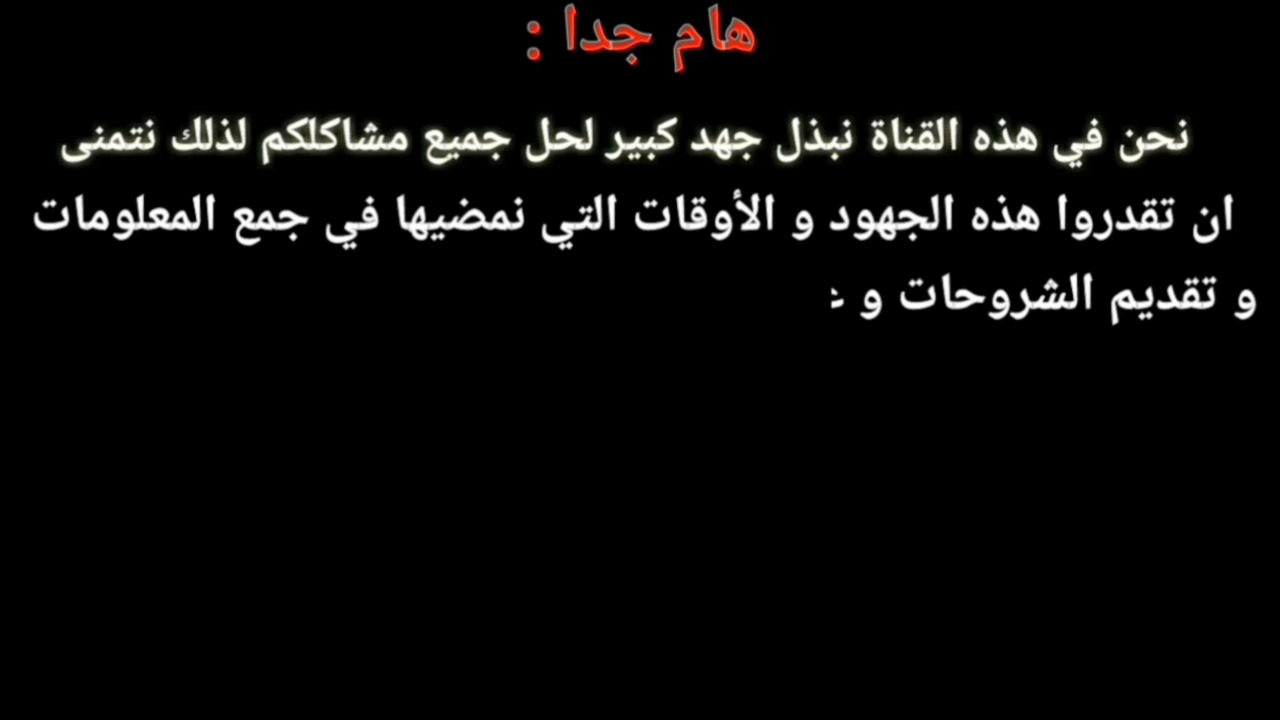 هام جدا :
نحن في هذه القناة نبذل جهد كبير لحل جميع مشاكلكم لذلك نتمنى
ان تقدروا هذه الجهود و الأوقات التي نمضيها في جمع المعلومات
و تقديم الشروحات و